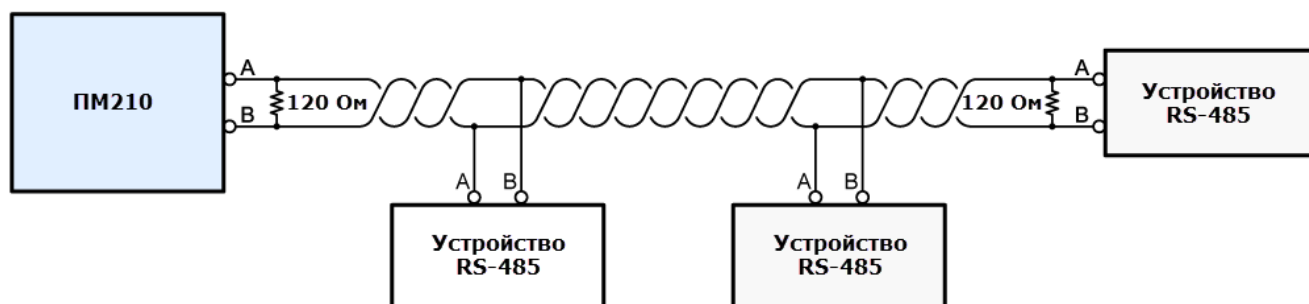 ПМ210
A
B
120 Ом
120 Ом
A
B
Устройство
RS-485
A
B
Устройство
RS-485
A
B
Устройство
RS-485